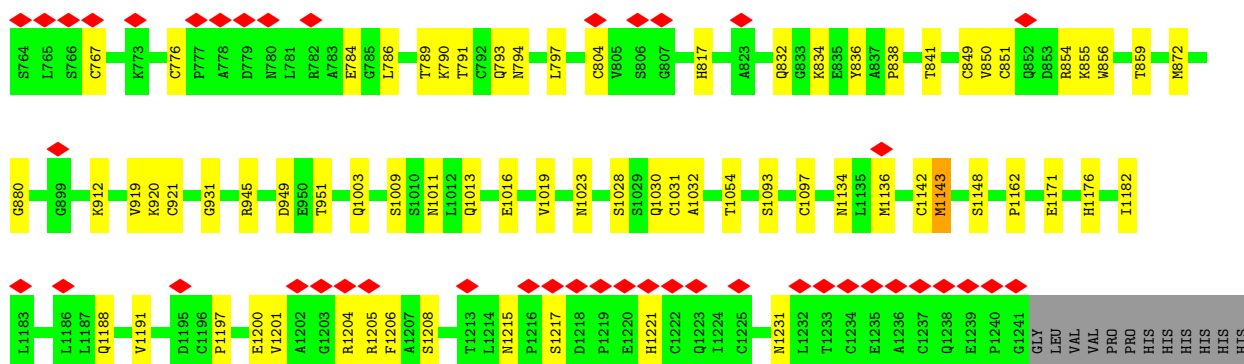 S764 L765 S766 C767 K773 C776 P777 A778 D779 N780 L781 R782 A783 E784 G785 L786 T789 K790 T791 C792 Q793 N794 L797 C804 V805 S806 G807 H817 A823 Q832 G833 K834 E835 Y836 A837 P838 T841 C849 V850 C851 Q852 D853 R854 K855 W856 T859 M872
G880 G899 K912 V919 K920 C921 G931 R945 D949 E950 T951 Q1003 S1009 S1010 N1011 L1012 Q1013 E1016 V1019 N1023 S1028 S1029 Q1030 C1031 A1032 T1054 S1093 C1097 N1134 L1135 M1136 C1142 M1143 S1148 P1162 E1171 H1176 I1182
L1183 L1186 L1187 Q1188 V1191 D1195 C1196 P1197 E1200 V1201 A1202 G1203 R1204 R1205 F1206 A1207 S1208 T1213 L1214 N1215 P1216 S1217 D1218 P1219 E1220 H1221 C1222 Q1223 I1224 C1225 N1231 L1232 T1233 C1234 E1235 A1236 C1237 Q1238 E1239 P1240 G1241 GLY LEU VAL VAL PRO PRO HIS HIS HIS HIS HIS HIS